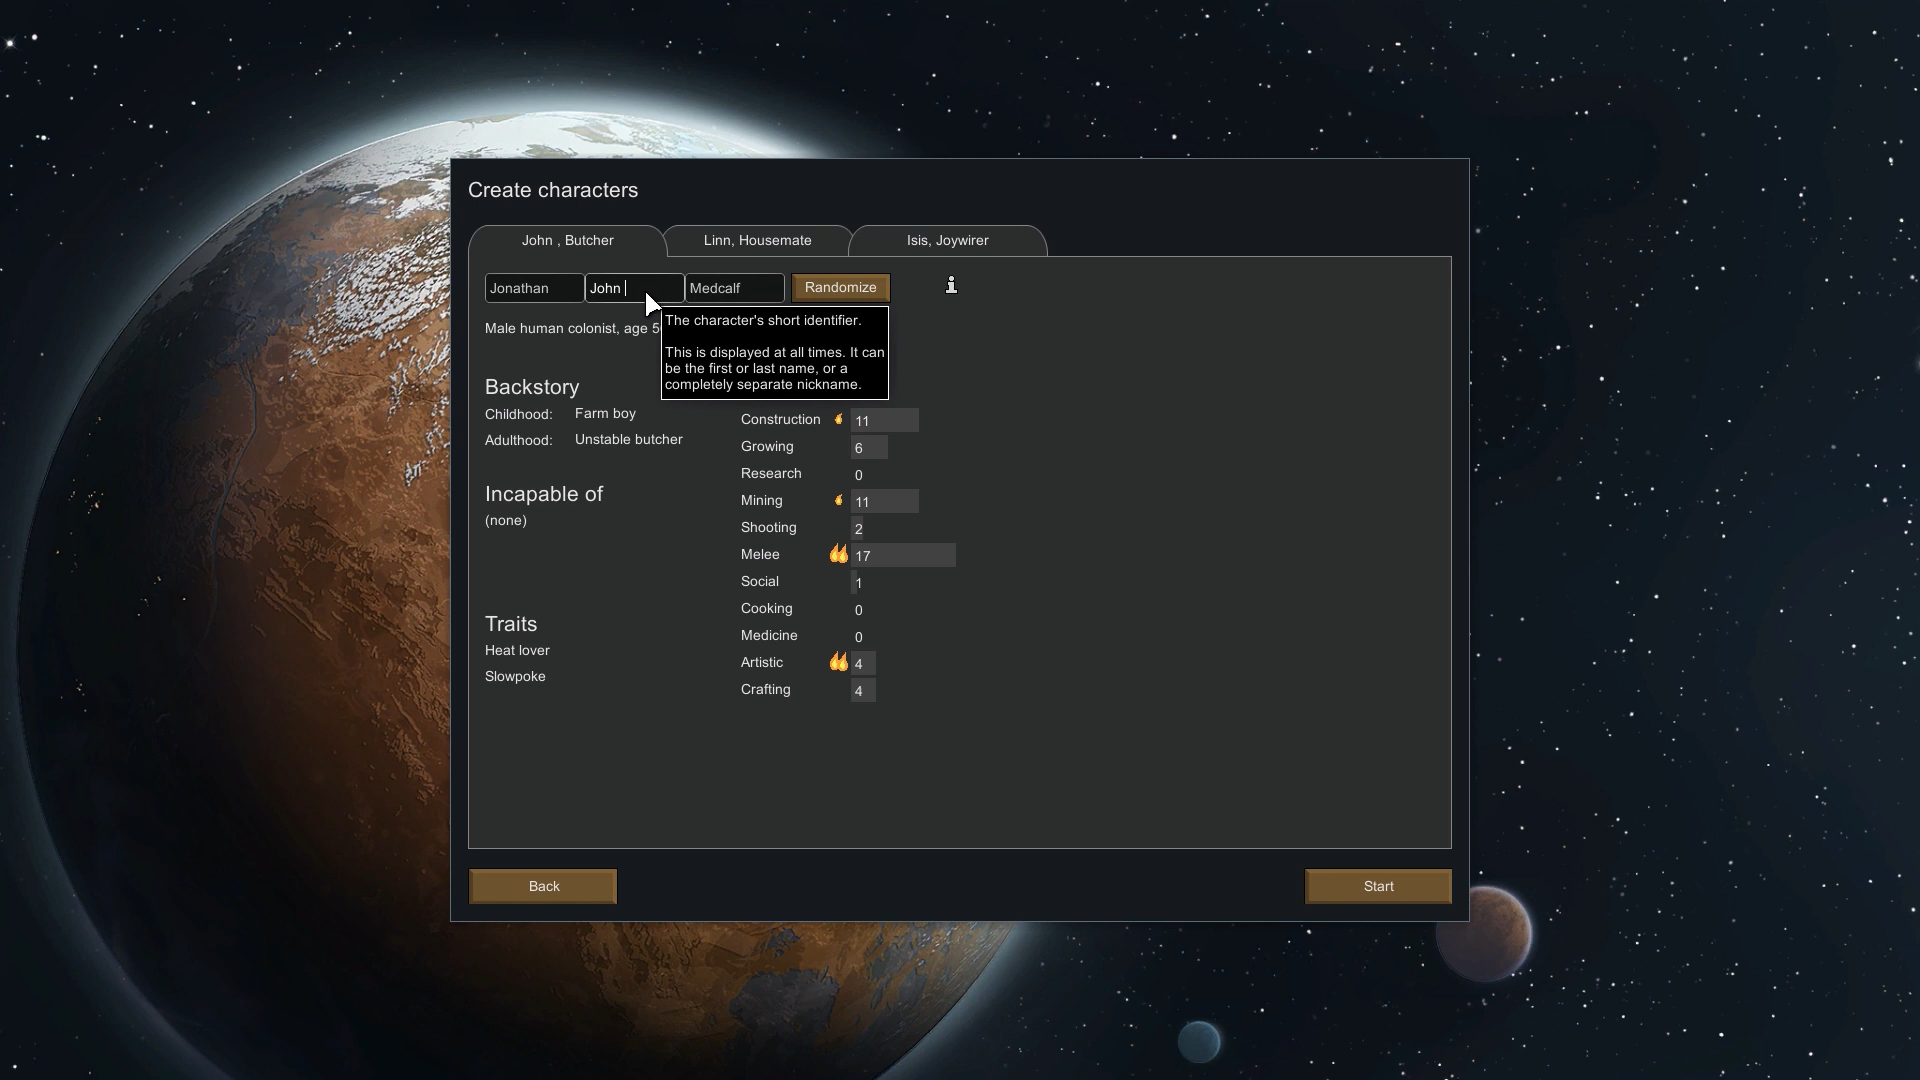 Create characters
John , Butcher
Linn, Housemate
Isis, Joywirer
Jonathan
John
Medcalf
Randomize
Male human colonist, age 5
The character's short identifier.
This is displayed at all times. It can
be the first or last name, or a
completely separate nickname.
Backstory
Childhood: Farm boy
Adulthood: Unstable butcher
Incapable of
(none)
Traits
Heat lover
Slowpoke
Construction 11
Growing 6
Research 0
Mining 11
Shooting 2
Melee 17
Social 1
Cooking 0
Medicine 0
Artistic 4
Crafting 4
Back
Start